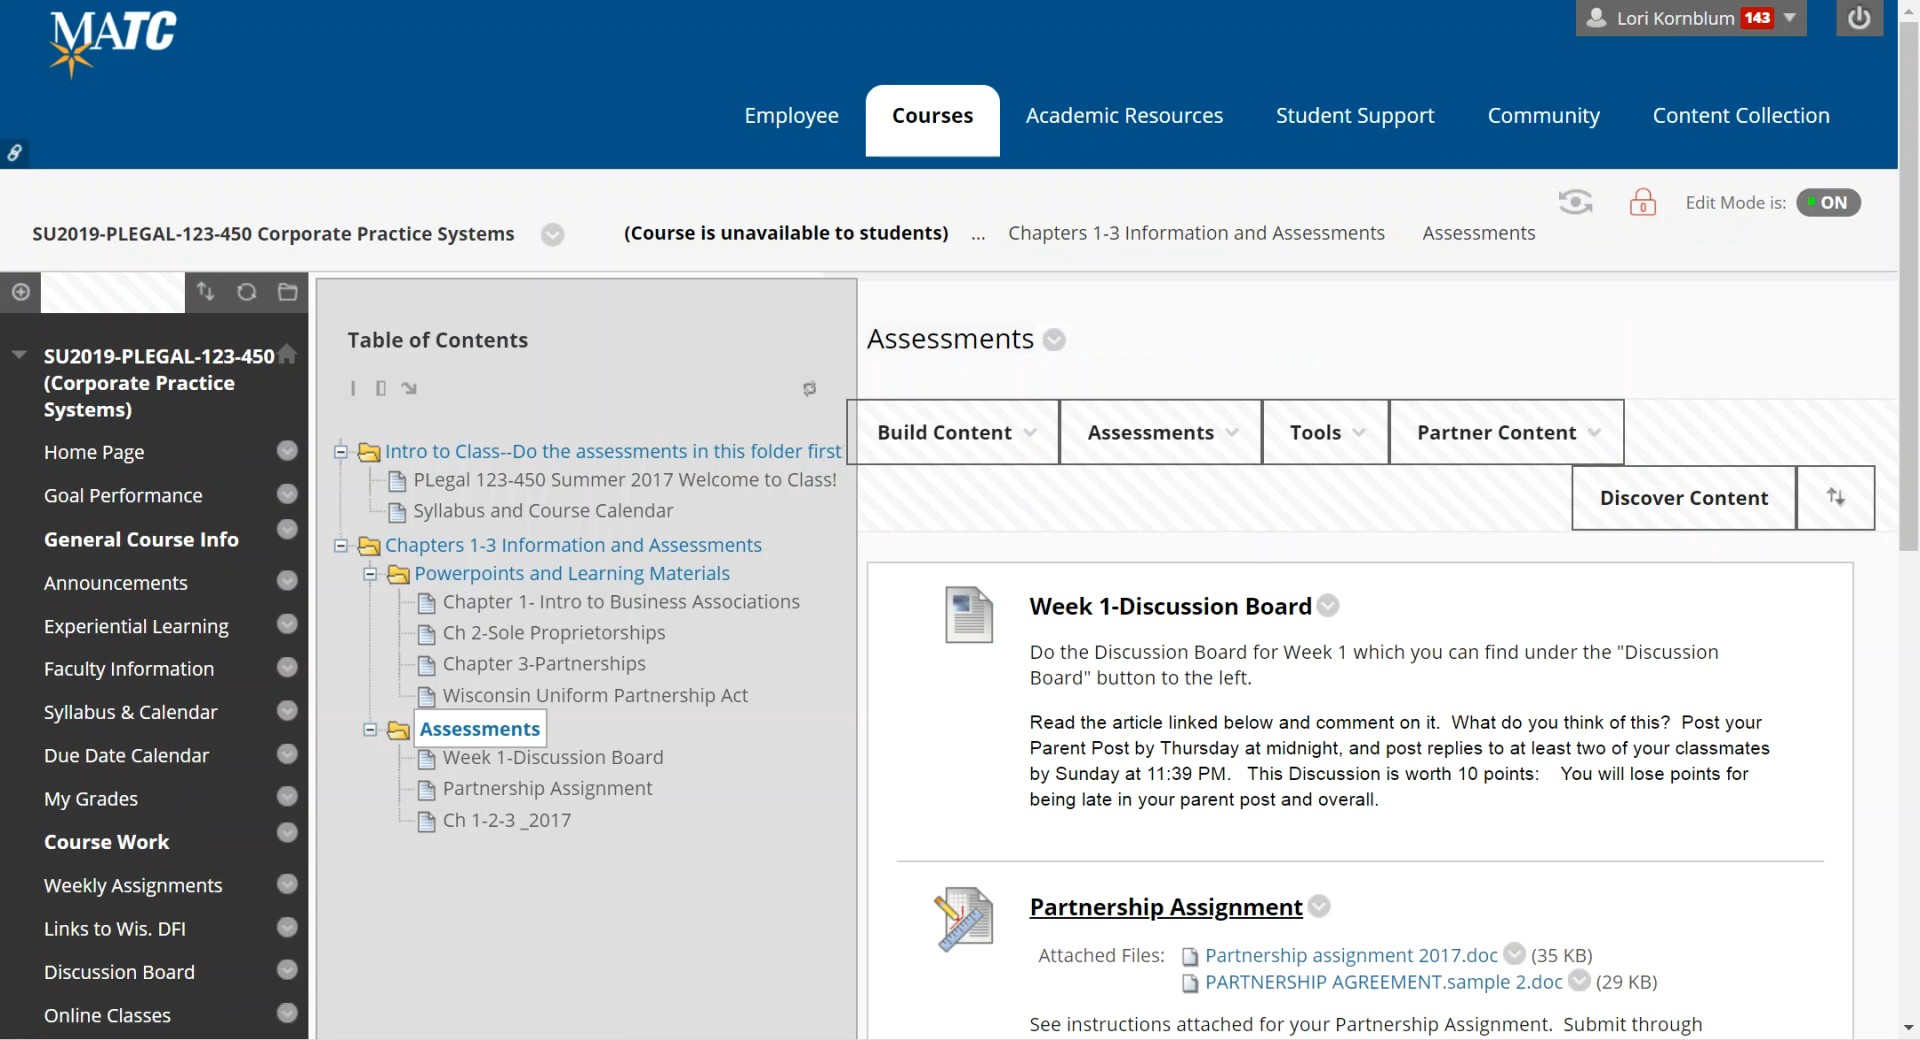 MATC
Lori Kornblum 143
Employee
Courses
Academic Resources
Student Support
Community
Content Collection
Edit Mode is: ON
SU2019-PLEGAL-123-450 Corporate Practice Systems
(Course is unavailable to students)
...
Chapters 1-3 Information and Assessments
Assessments
SU2019-PLEGAL-123-450
(Corporate Practice
Systems)
Home Page
Goal Performance
General Course Info
Announcements
Experiential Learning
Faculty Information
Syllabus & Calendar
Due Date Calendar
My Grades
Course Work
Weekly Assignments
Links to Wis. DFI
Discussion Board
Online Classes
Table of Contents
Intro to Class--Do the assessments in this folder first
PLegal 123-450 Summer 2017 Welcome to Class!
Syllabus and Course Calendar
Chapters 1-3 Information and Assessments
Powerpoints and Learning Materials
Chapter 1- Intro to Business Associations
Ch 2-Sole Proprietorships
Chapter 3-Partnerships
Wisconsin Uniform Partnership Act
Assessments
Week 1-Discussion Board
Partnership Assignment
Ch 1-2-3 _2017
Assessments
Build Content
Assessments
Tools
Partner Content
Discover Content
Week 1-Discussion Board
Do the Discussion Board for Week 1 which you can find under the "Discussion
Board" button to the left.
Read the article linked below and comment on it. What do you think of this? Post your
Parent Post by Thursday at midnight, and post replies to at least two of your classmates
by Sunday at 11:39 PM. This Discussion is worth 10 points: You will lose points for
being late in your parent post and overall.
Partnership Assignment
Attached Files: Partnership assignment 2017.doc (35 KB)
PARTNERSHIP AGREEMENT.sample 2.doc (29 KB)
See instructions attached for your Partnership Assignment. Submit through